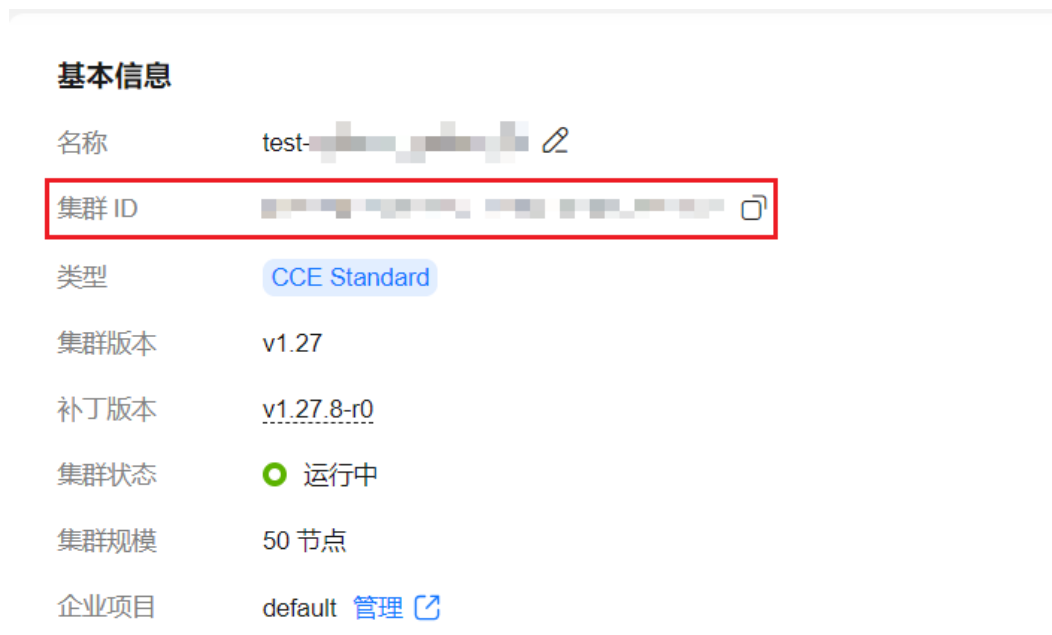 基本信息
名称 test-
集群 ID
类型 CCE Standard
集群版本 v1.27
补丁版本 v1.27.8-r0
集群状态 运行中
集群规模 50 节点
企业项目 default 管理